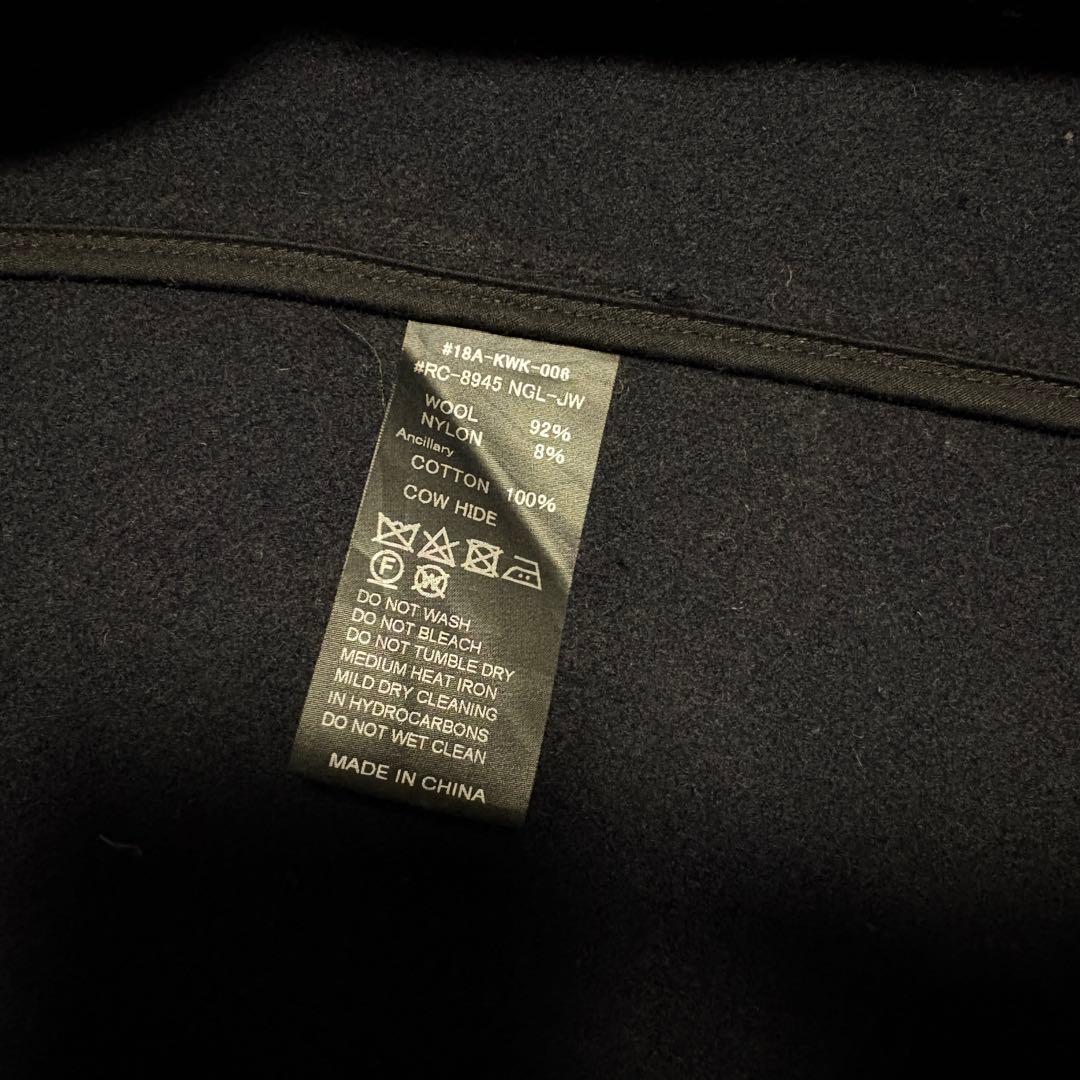 #18A-KWK-006
#RC-8945 NGL-JW
WOOL 92%
NYLON 8%
Ancillary
COTTON 100%
COW HIDE
F W
DO NOT WASH
DO NOT BLEACH
DO NOT TUMBLE DRY
MEDIUM HEAT IRON
MILD DRY CLEANING
IN HYDROCARBONS
DO NOT WET CLEAN
MADE IN CHINA